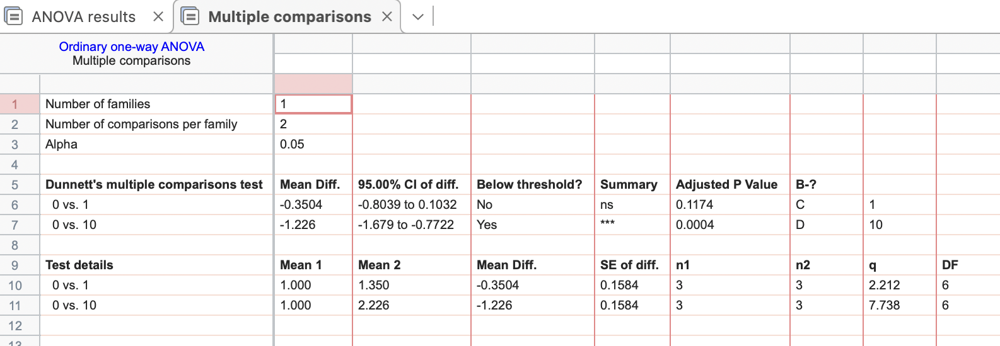 ANOVA results
Multiple comparisons
Ordinary one-way ANOVA
Multiple comparisons
1 Number of families 1
2 Number of comparisons per family 2
3 Alpha 0.05
4
5 Dunnett's multiple comparisons test Mean Diff. 95.00% CI of diff. Below threshold? Summary Adjusted P Value B-?
6 0 vs. 1 -0.3504 -0.8039 to 0.1032 No ns 0.1174 C 1
7 0 vs. 10 -1.226 -1.679 to -0.7722 Yes *** 0.0004 D 10
8
9 Test details Mean 1 Mean 2 Mean Diff. SE of diff. n1 n2 q DF
10 0 vs. 1 1.000 1.350 -0.3504 0.1584 3 3 2.212 6
11 0 vs. 10 1.000 2.226 -1.226 0.1584 3 3 7.738 6
12
13